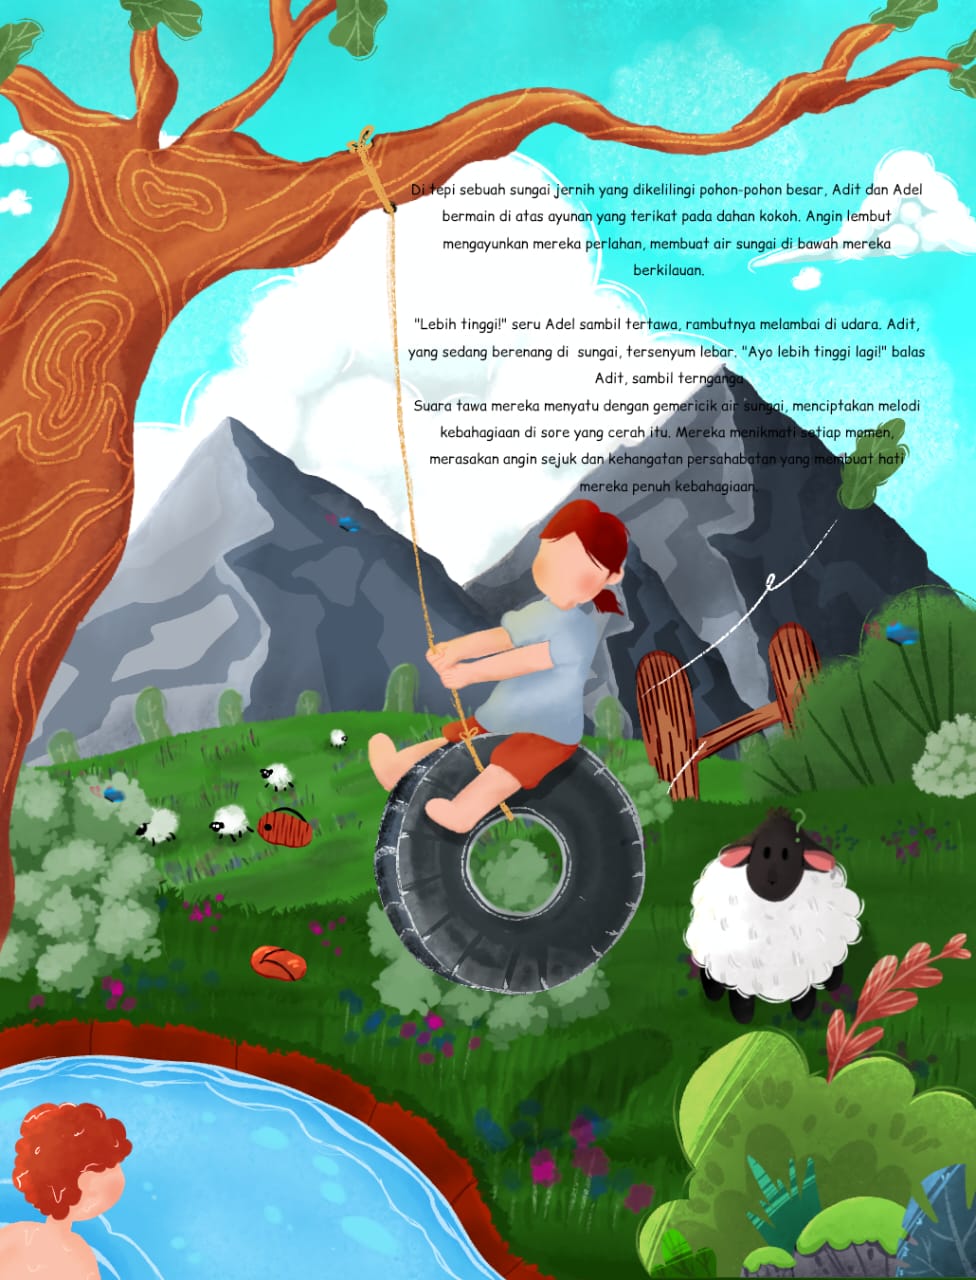 Di tepi sebuah sungai jernih yang dikelilingi pohon-pohon besar, Adit dan Adel
bermain di atas ayunan yang terikat pada dahan kokoh. Angin lembut
mengayunkan mereka perlahan, membuat air sungai di bawah mereka
berkilauan.
"Lebih tinggi!" seru Adel sambil tertawa, rambutnya melambai di udara. Adit,
yang sedang berenang di  sungai, tersenyum lebar. "Ayo lebih tinggi lagi!" balas
Adit, sambil ternganga
Suara tawa mereka menyatu dengan gemericik air sungai, menciptakan melodi
kebahagiaan di sore yang cerah itu. Mereka menikmati setiap momen,
merasakan angin sejuk dan kehangatan persahabatan yang membuat hati
mereka penuh kebahagiaan.